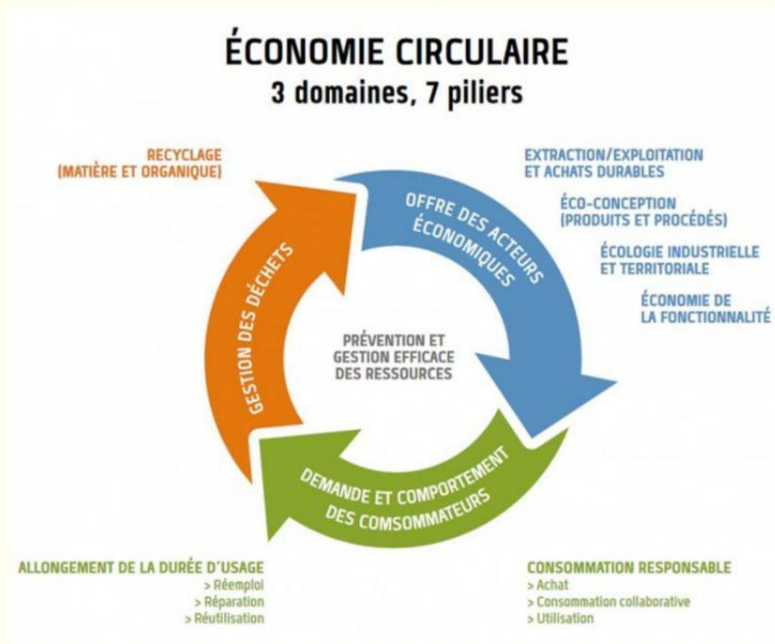 ÉCONOMIE CIRCULAIRE
3 domaines, 7 piliers
RECYCLAGE
(MATIÈRE ET ORGANIQUE)
EXTRACTION/EXPLOITATION
ET ACHATS DURABLES
ÉCO-CONCEPTION
(PRODUITS ET PROCÉDÉS)
ÉCOLOGIE INDUSTRIELLE
ET TERRITORIALE
ÉCONOMIE DE
LA FONCTIONNALITÉ
OFFRE DES ACTEURS
ÉCONOMIQUES
GESTION DES DÉCHETS
PRÉVENTION ET
GESTION EFFICACE
DES RESSOURCES
DEMANDE ET COMPORTEMENT
DES COMSOMMATEURS
ALLONGEMENT DE LA DURÉE D'USAGE
> Réemploi
> Réparation
> Réutilisation
CONSOMMATION RESPONSABLE
> Achat
> Consommation collaborative
> Utilisation